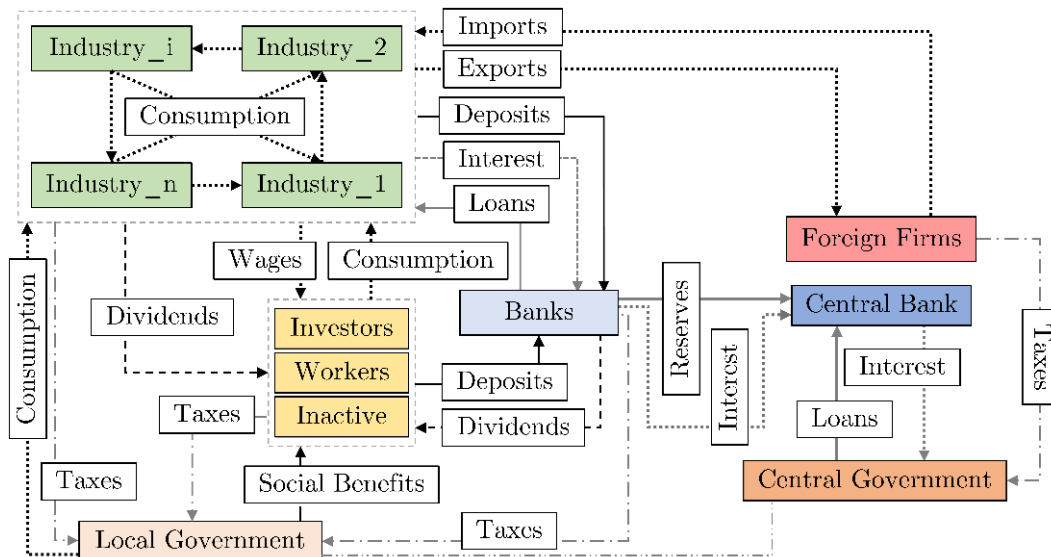 Industry_i
Industry_2
Imports
Exports
Consumption
Deposits
Interest
Industry_n
Industry_1
Loans
Foreign Firms
Wages
Consumption
Consumption
Dividends
Investors
Workers
Inactive
Banks
Reserves
Interest
Central Bank
Taxes
Interest
Loans
Deposits
Dividends
Taxes
Taxes
Social Benefits
Central Government
Taxes
Local Government